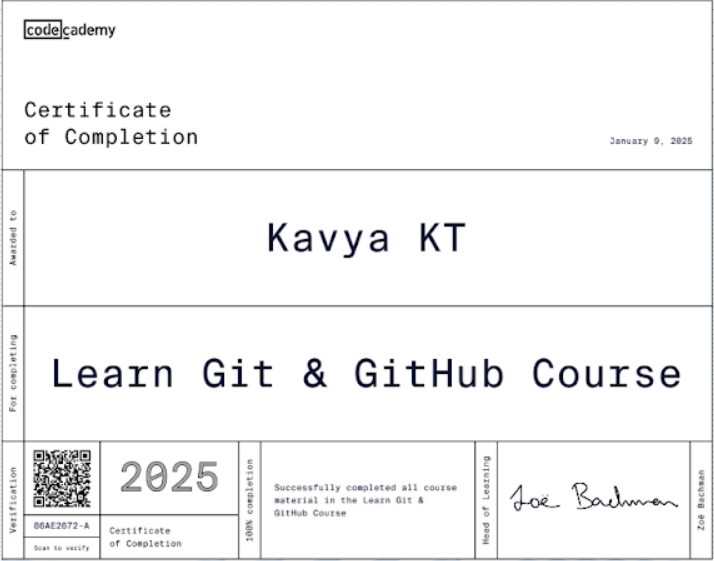 codecademy
Certificate
of Completion
January 9, 2025
Awarded to
Kavya KT
For completing
Learn Git & GitHub Course
Verification
86AE2672-A
Scan to verify
2025
Certificate
of Completion
100% completion
Successfully completed all course
material in the Learn Git &
GitHub Course
Head of Learning
Zoë Bachman
Zoë Bachman